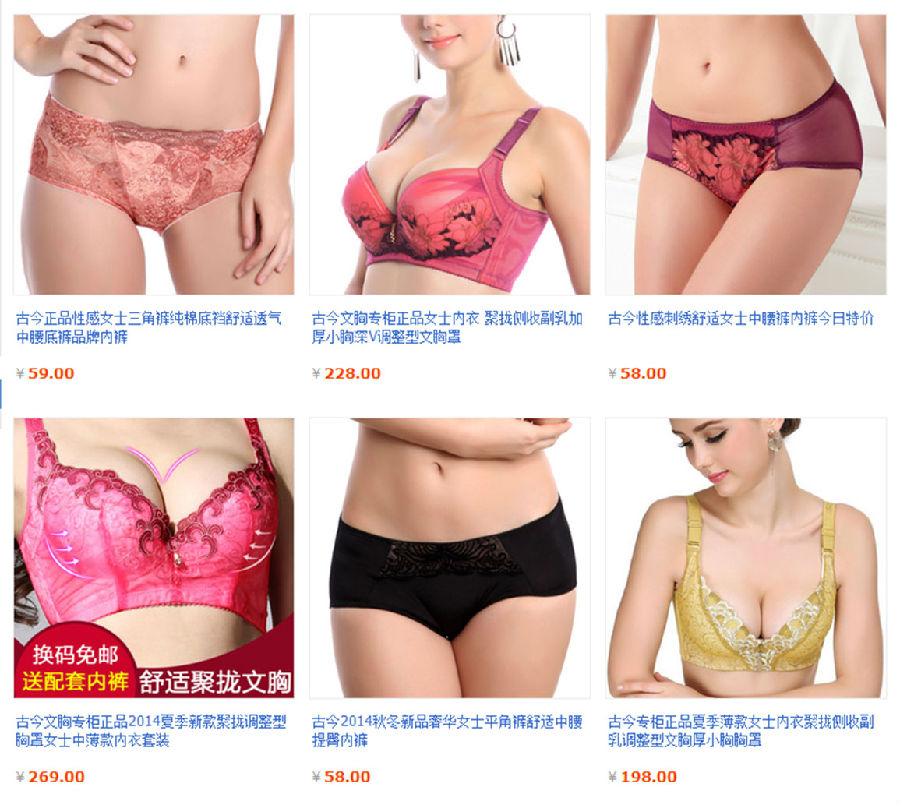 古今正品性感女士三角裤纯棉底裆舒适透气
中腰底裤品牌内裤
¥ 59.00
古今文胸专柜正品女士内衣 聚拢侧收副乳加
厚小胸深V调整型文胸罩
¥ 228.00
古今性感刺绣舒适女士中腰裤内裤今日特价
¥ 58.00
换码免邮
送配套内裤
舒适聚拢文胸
古今文胸专柜正品2014夏季新款聚拢调整型
胸罩女士中薄款内衣套装
¥ 269.00
古今2014秋冬新品奢华女士平角裤舒适中腰
提臀内裤
¥ 58.00
古今专柜正品夏季薄款女士内衣聚拢侧收副
乳调整型文胸厚小胸胸罩
¥ 198.00